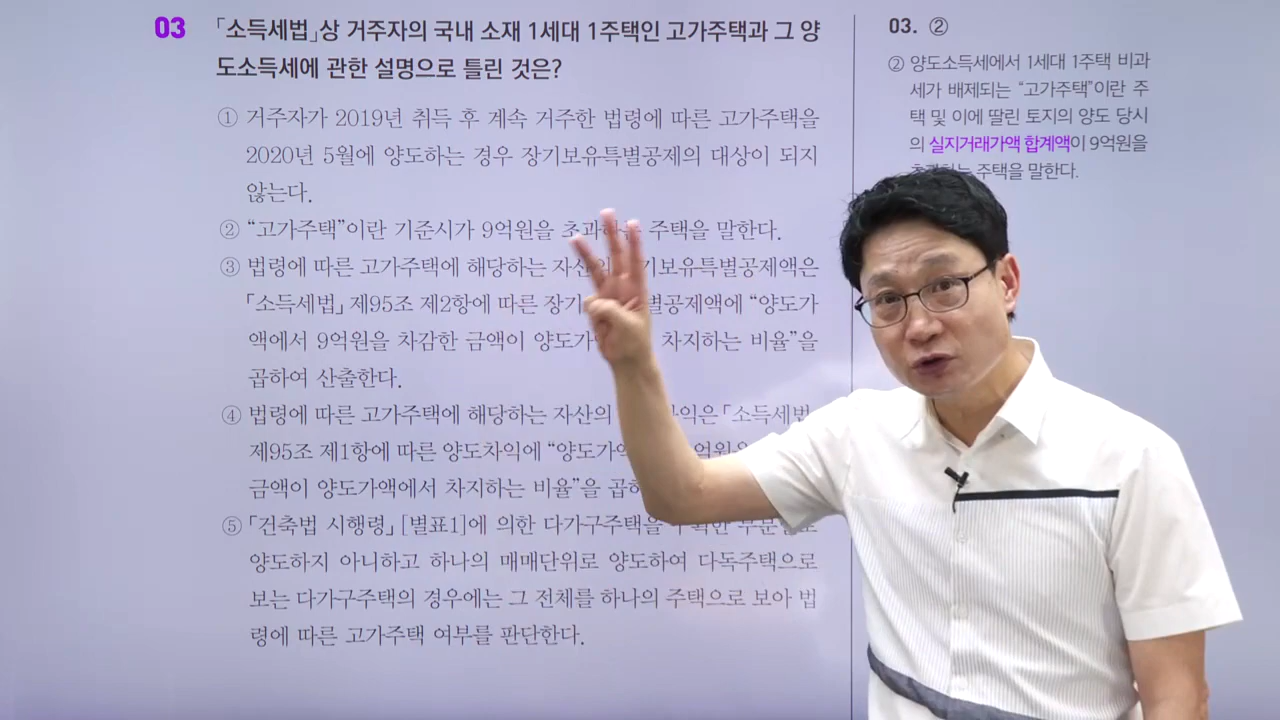 03
「소득세법」상 거주자의 국내 소재 1세대 1주택인 고가주택과 그 양
도소득세에 관한 설명으로 틀린 것은?
① 거주자가 2019년 취득 후 계속 거주한 법령에 따른 고가주택을
2020년 5월에 양도하는 경우 장기보유특별공제의 대상이 되지
않는다.
② “고가주택”이란 기준시가 9억원을 초과하는 주택을 말한다.
③ 법령에 따른 고가주택에 해당하는 자산의 장기보유특별공제액은
「소득세법」 제95조 제2항에 따른 장기 별공제액에 “양도가
액에서 9억원을 차감한 금액이 양도가 차지하는 비율”을
곱하여 산출한다.
④ 법령에 따른 고가주택에 해당하는 자산의 익은 「소득세법
제95조 제1항에 따른 양도차익에 “양도가 억원을
금액이 양도가액에서 차지하는 비율”을 곱하
⑤ 「건축법 시행령」 [별표1]에 의한 다가구주택을 구획한 부분별로
양도하지 아니하고 하나의 매매단위로 양도하여 다독주택으로
보는 다가구주택의 경우에는 그 전체를 하나의 주택으로 보아 법
령에 따른 고가주택 여부를 판단한다.
03. ②
② 양도소득세에서 1세대 1주택 비과
세가 배제되는 “고가주택”이란 주
택 및 이에 딸린 토지의 양도 당시
의 실지거래가액 합계액이 9억원을
초과하는 주택을 말한다.